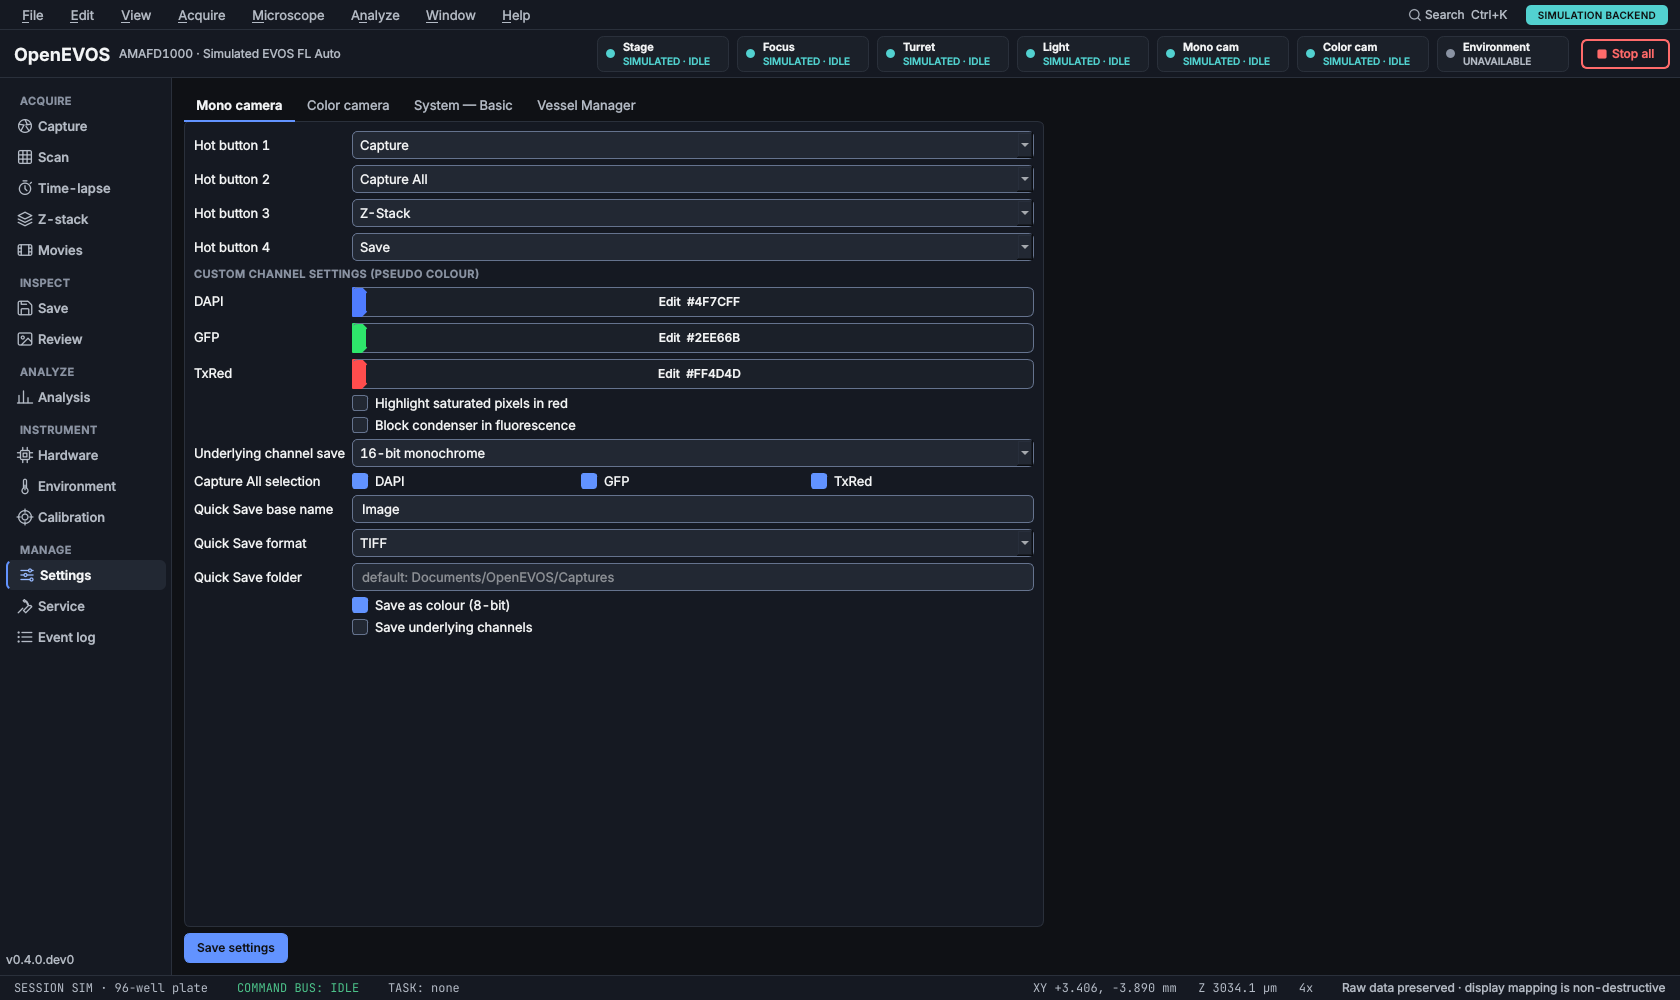 File Edit View Acquire Microscope Analyze Window Help
Search Ctrl+K
SIMULATION BACKEND
OpenEVOS AMAFD1000 · Simulated EVOS FL Auto
Stage
SIMULATED · IDLE
Focus
SIMULATED · IDLE
Turret
SIMULATED · IDLE
Light
SIMULATED · IDLE
Mono cam
SIMULATED · IDLE
Color cam
SIMULATED · IDLE
Environment
UNAVAILABLE
Stop all
ACQUIRE
Capture
Scan
Time-lapse
Z-stack
Movies
INSPECT
Save
Review
ANALYZE
Analysis
INSTRUMENT
Hardware
Environment
Calibration
MANAGE
Settings
Service
Event log
v0.4.0.dev0
Mono camera Color camera System — Basic Vessel Manager
Hot button 1 Capture
Hot button 2 Capture All
Hot button 3 Z-Stack
Hot button 4 Save
CUSTOM CHANNEL SETTINGS (PSEUDO COLOUR)
DAPI Edit #4F7CFF
GFP Edit #2EE66B
TxRed Edit #FF4D4D
Highlight saturated pixels in red
Block condenser in fluorescence
Underlying channel save 16-bit monochrome
Capture All selection DAPI GFP TxRed
Quick Save base name Image
Quick Save format TIFF
Quick Save folder default: Documents/OpenEVOS/Captures
Save as colour (8-bit)
Save underlying channels
Save settings
SESSION SIM · 96-well plate COMMAND BUS: IDLE TASK: none XY +3.406, -3.890 mm Z 3034.1 µm 4x Raw data preserved · display mapping is non-destructive